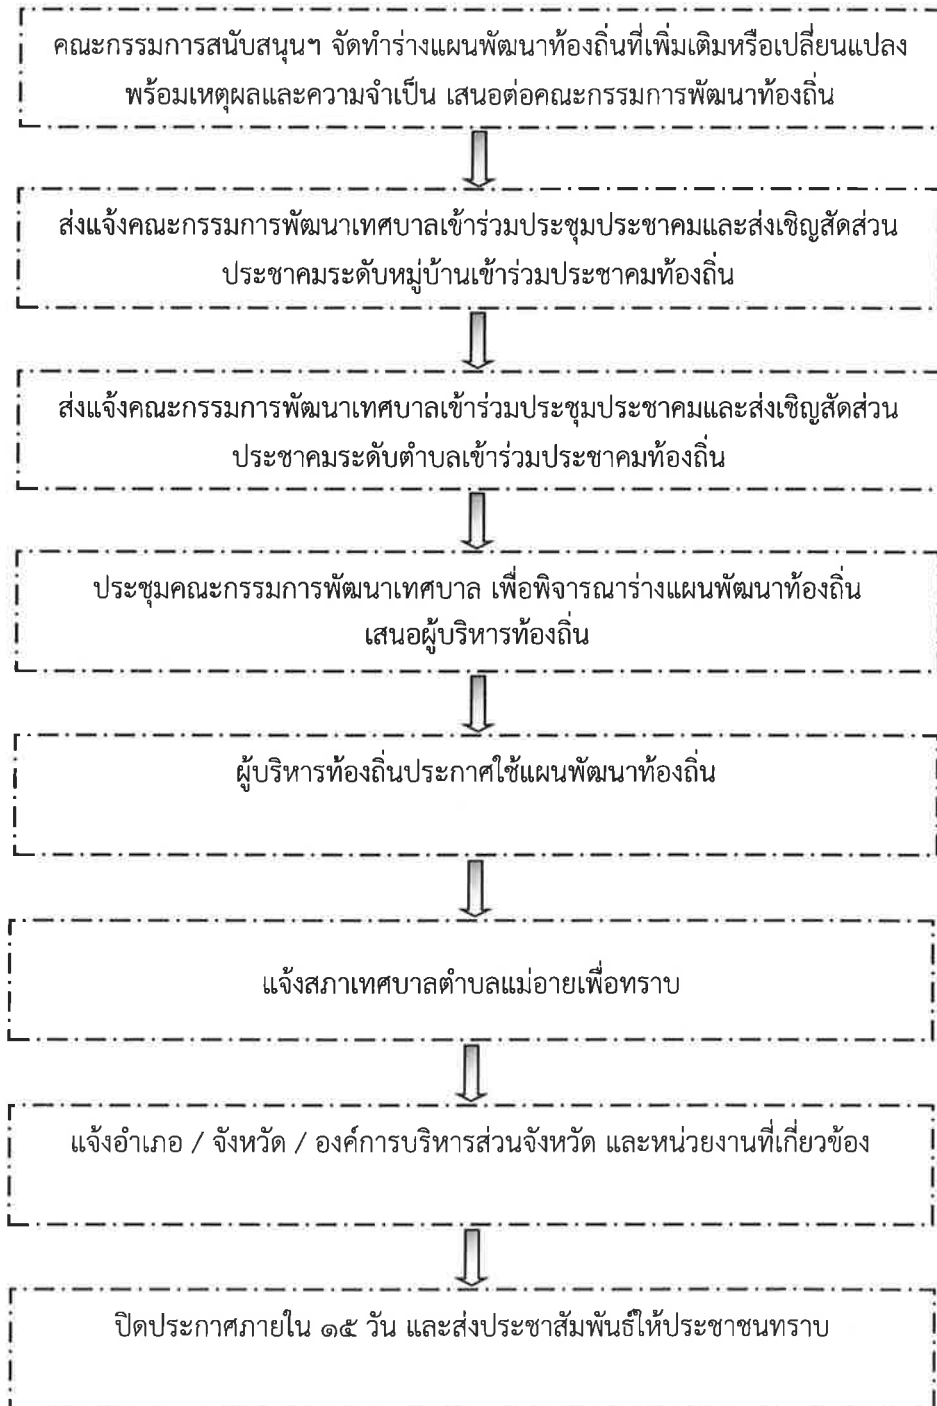 คณะกรรมการสนับสนุนฯ จัดทำร่างแผนพัฒนาท้องถิ่นที่เพิ่มเติมหรือเปลี่ยนแปลง
พร้อมเหตุผลและความจำเป็น เสนอต่อคณะกรรมการพัฒนาท้องถิ่น
ส่งแจ้งคณะกรรมการพัฒนาเทศบาลเข้าร่วมประชุมประชาคมและส่งเชิญสัดส่วน
ประชาคมระดับหมู่บ้านเข้าร่วมประชาคมท้องถิ่น
ส่งแจ้งคณะกรรมการพัฒนาเทศบาลเข้าร่วมประชุมประชาคมและส่งเชิญสัดส่วน
ประชาคมระดับตำบลเข้าร่วมประชาคมท้องถิ่น
ประชุมคณะกรรมการพัฒนาเทศบาล เพื่อพิจารณาร่างแผนพัฒนาท้องถิ่น
เสนอผู้บริหารท้องถิ่น
ผู้บริหารท้องถิ่นประกาศใช้แผนพัฒนาท้องถิ่น
แจ้งสภาเทศบาลตำบลแม่อายเพื่อทราบ
แจ้งอำเภอ / จังหวัด / องค์การบริหารส่วนจังหวัด และหน่วยงานที่เกี่ยวข้อง
ปิดประกาศภายใน ๑๕ วัน และส่งประชาสัมพันธ์ให้ประชาชนทราบ